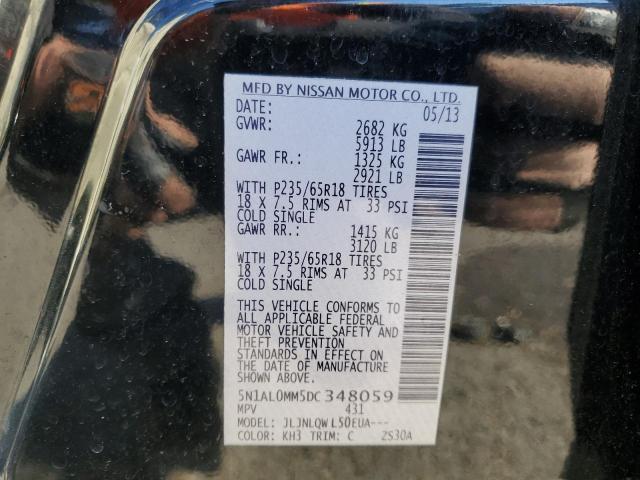 MFD BY NISSAN MOTOR CO., LTD.
DATE: 05/13
GVWR: 2682 KG
5913 LB
GAWR FR.: 1325 KG
2921 LB
WITH P235/65R18 TIRES
18 X 7.5 RIMS AT 33 PSI
COLD SINGLE
GAWR RR.: 1415 KG
3120 LB
WITH P235/65R18 TIRES
18 X 7.5 RIMS AT 33 PSI
COLD SINGLE
THIS VEHICLE CONFORMS TO
ALL APPLICABLE FEDERAL
MOTOR VEHICLE SAFETY AND
THEFT PREVENTION
STANDARDS IN EFFECT ON
THE DATE OF MANUFACTURE
SHOWN ABOVE.
5N1AL0MM5DC348059
MPV 431
MODEL: JLJNLQWL50EUA---
COLOR: KH3 TRIM: C 2S30A